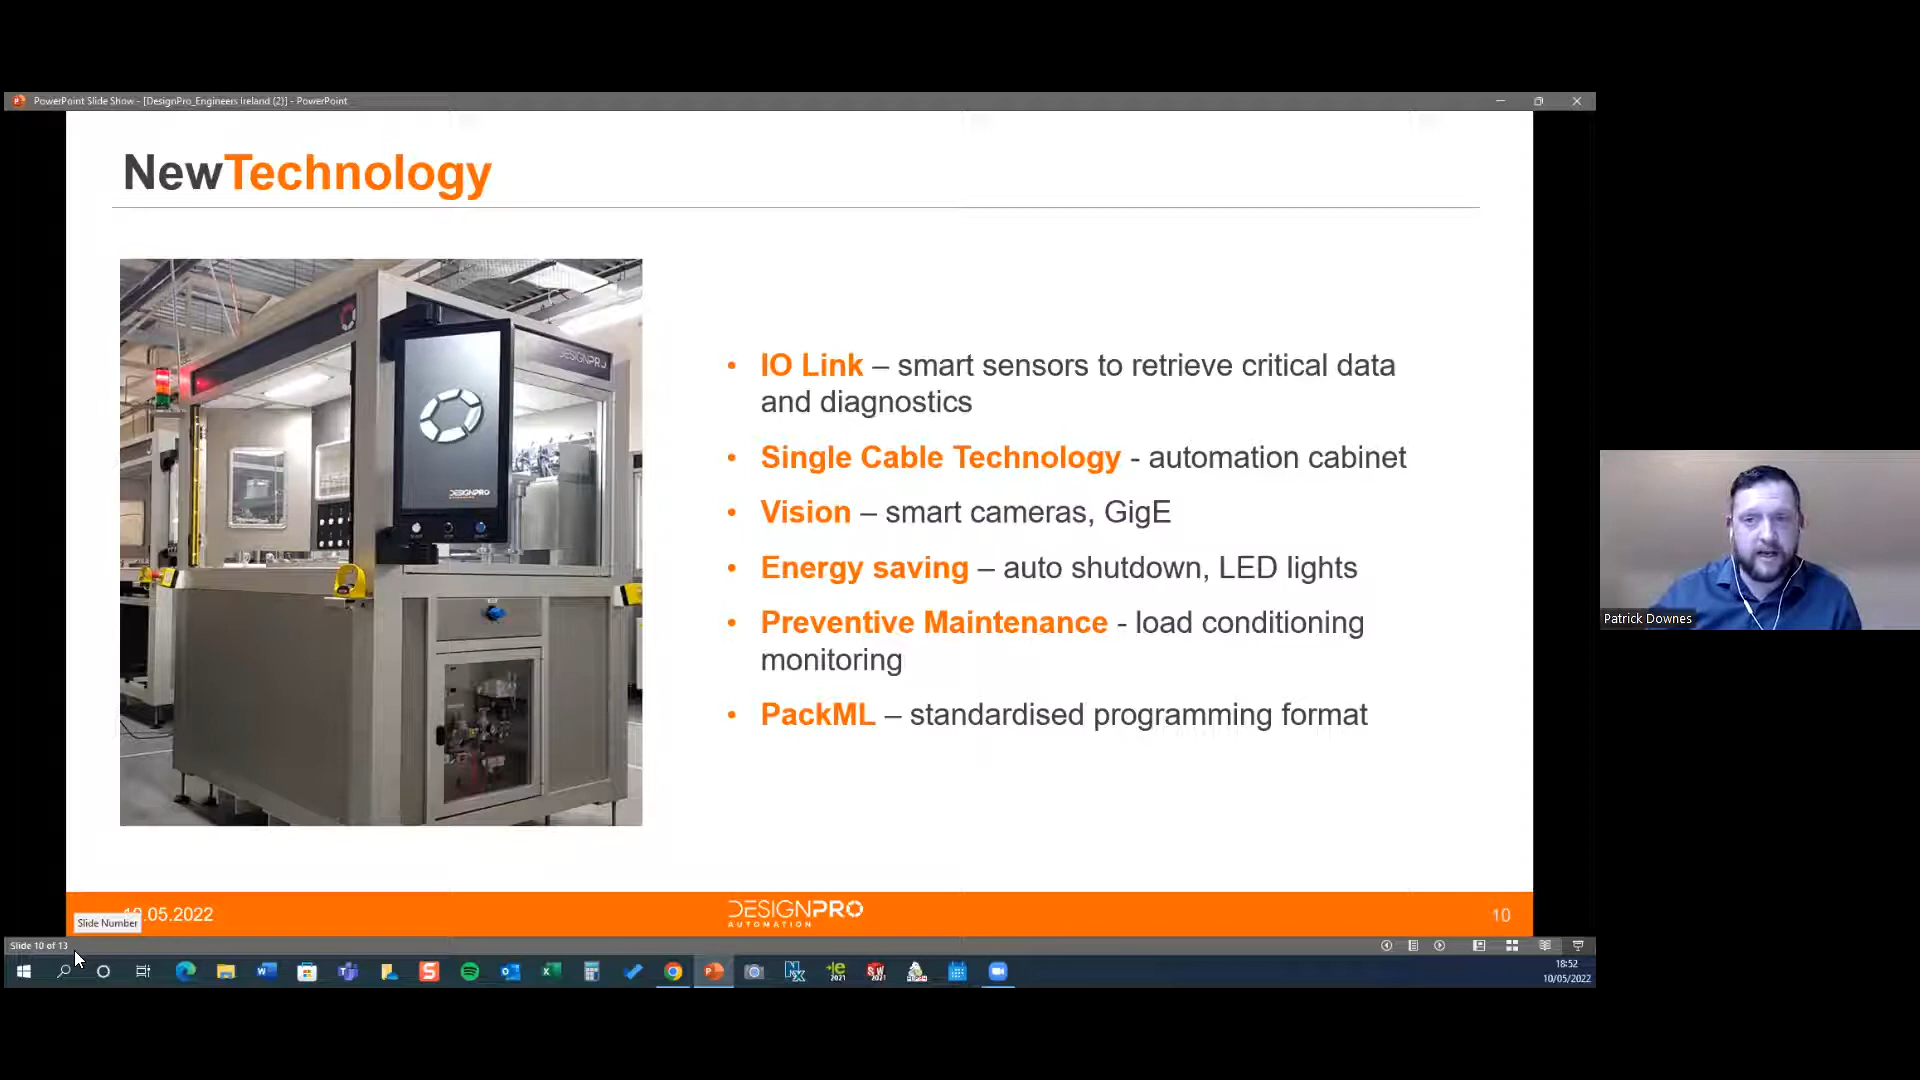 PowerPoint Slide Show - [DesignPro_Engineers Ireland (2)] - PowerPoint
NewTechnology
DESIGNPRO
DESIGNPRO
• IO Link – smart sensors to retrieve critical data
and diagnostics
• Single Cable Technology - automation cabinet
• Vision – smart cameras, GigE
• Energy saving – auto shutdown, LED lights
• Preventive Maintenance - load conditioning
monitoring
• PackML – standardised programming format
Patrick Downes
.05.2022
Slide Number
DESIGNPRO
AUTOMATION
10
Slide 10 of 13
18:52
10/05/2022